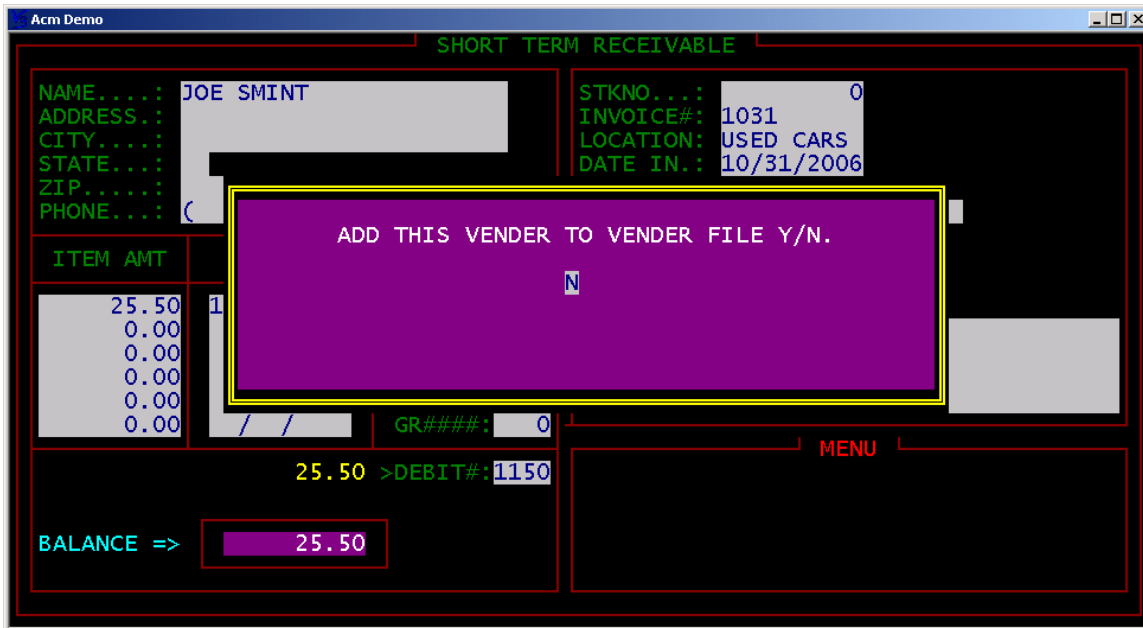 Acm Demo
SHORT TERM RECEIVABLE
NAME....: JOE SMINT
ADDRESS.:
CITY....:
STATE...:
ZIP.....:
PHONE...: (
STKNO...: 0
INVOICE#: 1031
LOCATION: USED CARS
DATE IN.: 10/31/2006
ADD THIS VENDER TO VENDER FILE Y/N.
N
ITEM AMT
25.50 1
0.00
0.00
0.00
0.00
0.00 / / GR####: 0
25.50 >DEBIT#:1150
BALANCE => 25.50
MENU